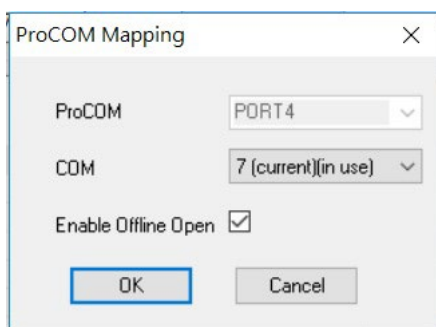 ProCOM Mapping
ProCOM PORT4
COM 7 (current)(in use)
Enable Offline Open
OK Cancel